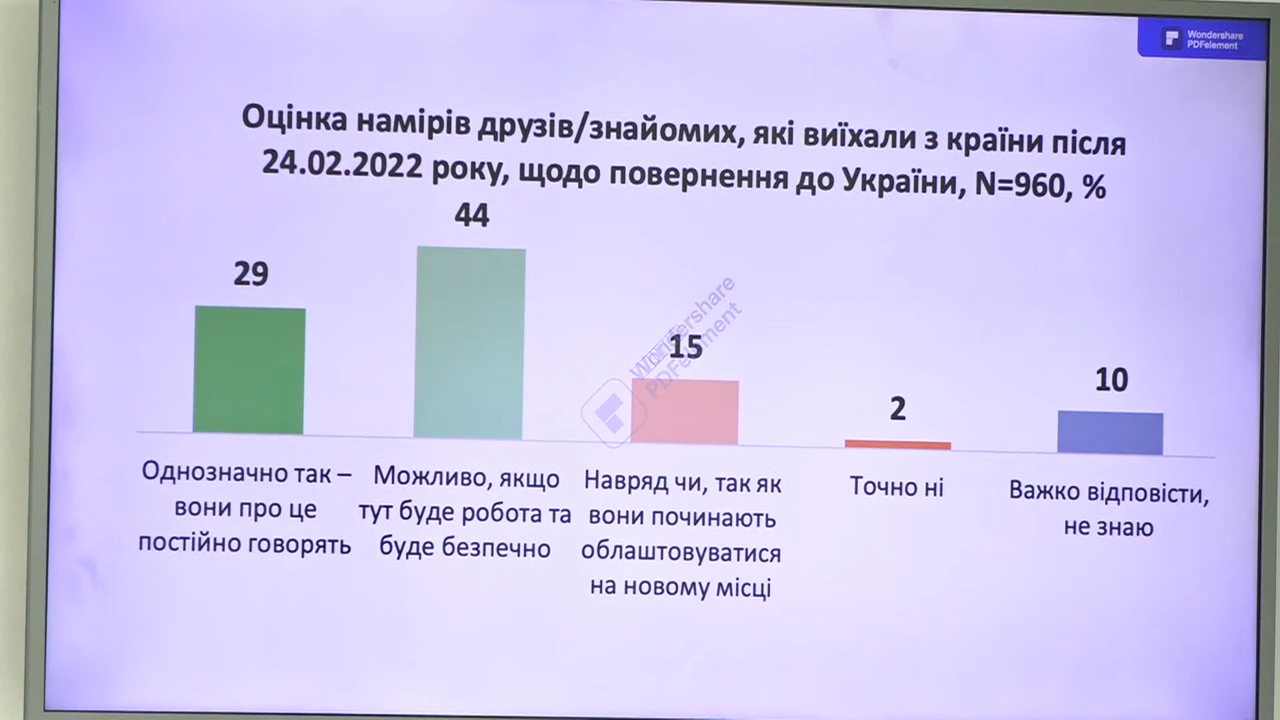 Wondershare
PDFelement
Оцінка намірів друзів/знайомих, які виїхали з країни після
24.02.2022 року, щодо повернення до України, N=960, %
29
44
15
2
10
Wondershare
PDFelement
Однозначно так –
вони про це
постійно говорять
Можливо, якщо
тут буде робота та
буде безпечно
Навряд чи, так як
вони починають
облаштовуватися
на новому місці
Точно ні
Важко відповісти,
не знаю